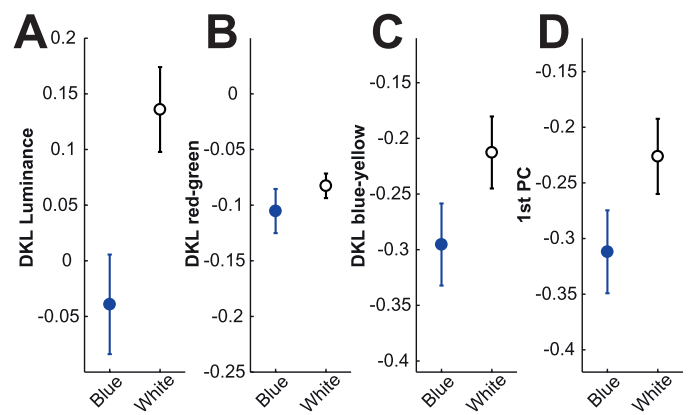 A
B
C
D
DKL Luminance
0.2
0.15
0.1
0.05
0
-0.05
Blue
White
DKL red-green
0
-0.05
-0.1
-0.15
-0.2
-0.25
Blue
White
DKL blue-yellow
-0.15
-0.2
-0.25
-0.3
-0.35
-0.4
Blue
White
1st PC
-0.15
-0.2
-0.25
-0.3
-0.35
-0.4
Blue
White